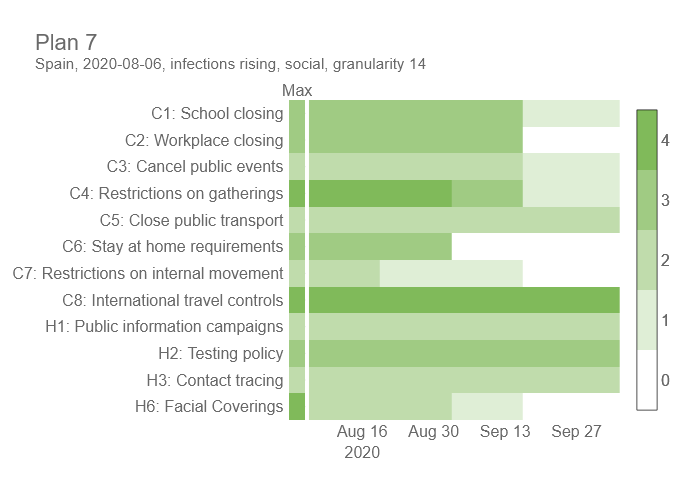 Plan 7
Spain, 2020-08-06, infections rising, social, granularity 14
Max
C1: School closing
C2: Workplace closing
C3: Cancel public events
C4: Restrictions on gatherings
C5: Close public transport
C6: Stay at home requirements
C7: Restrictions on internal movement
C8: International travel controls
H1: Public information campaigns
H2: Testing policy
H3: Contact tracing
H6: Facial Coverings
Aug 16 Aug 30 Sep 13 Sep 27
2020
4
3
2
1
0